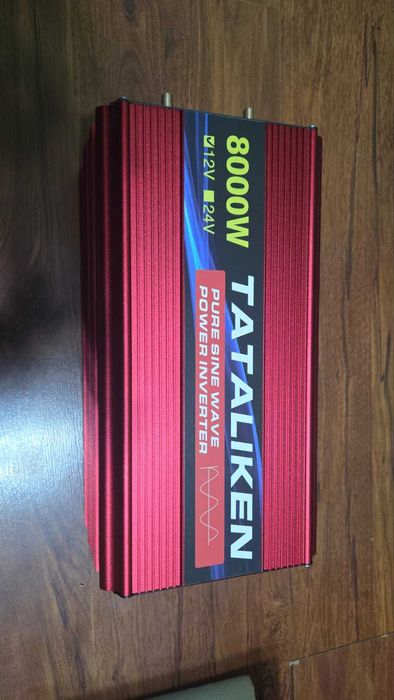 8000W
☑12V ■24V
TATALIKEN
PURE SINE WAVE
POWER INVERTER